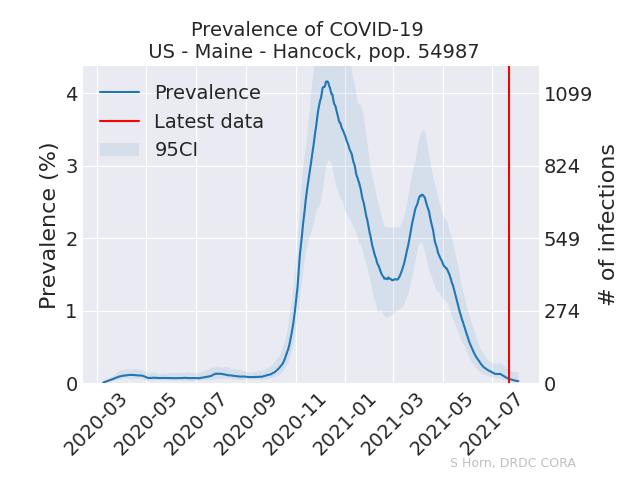 Prevalence of COVID-19
US - Maine - Hancock, pop. 54987
Prevalence
Latest data
95CI
Prevalence (%)
4
3
2
1
0
1099
824
549
274
0
# of infections
2020-03
2020-05
2020-07
2020-09
2020-11
2021-01
2021-03
2021-05
2021-07
S Horn, DRDC CORA